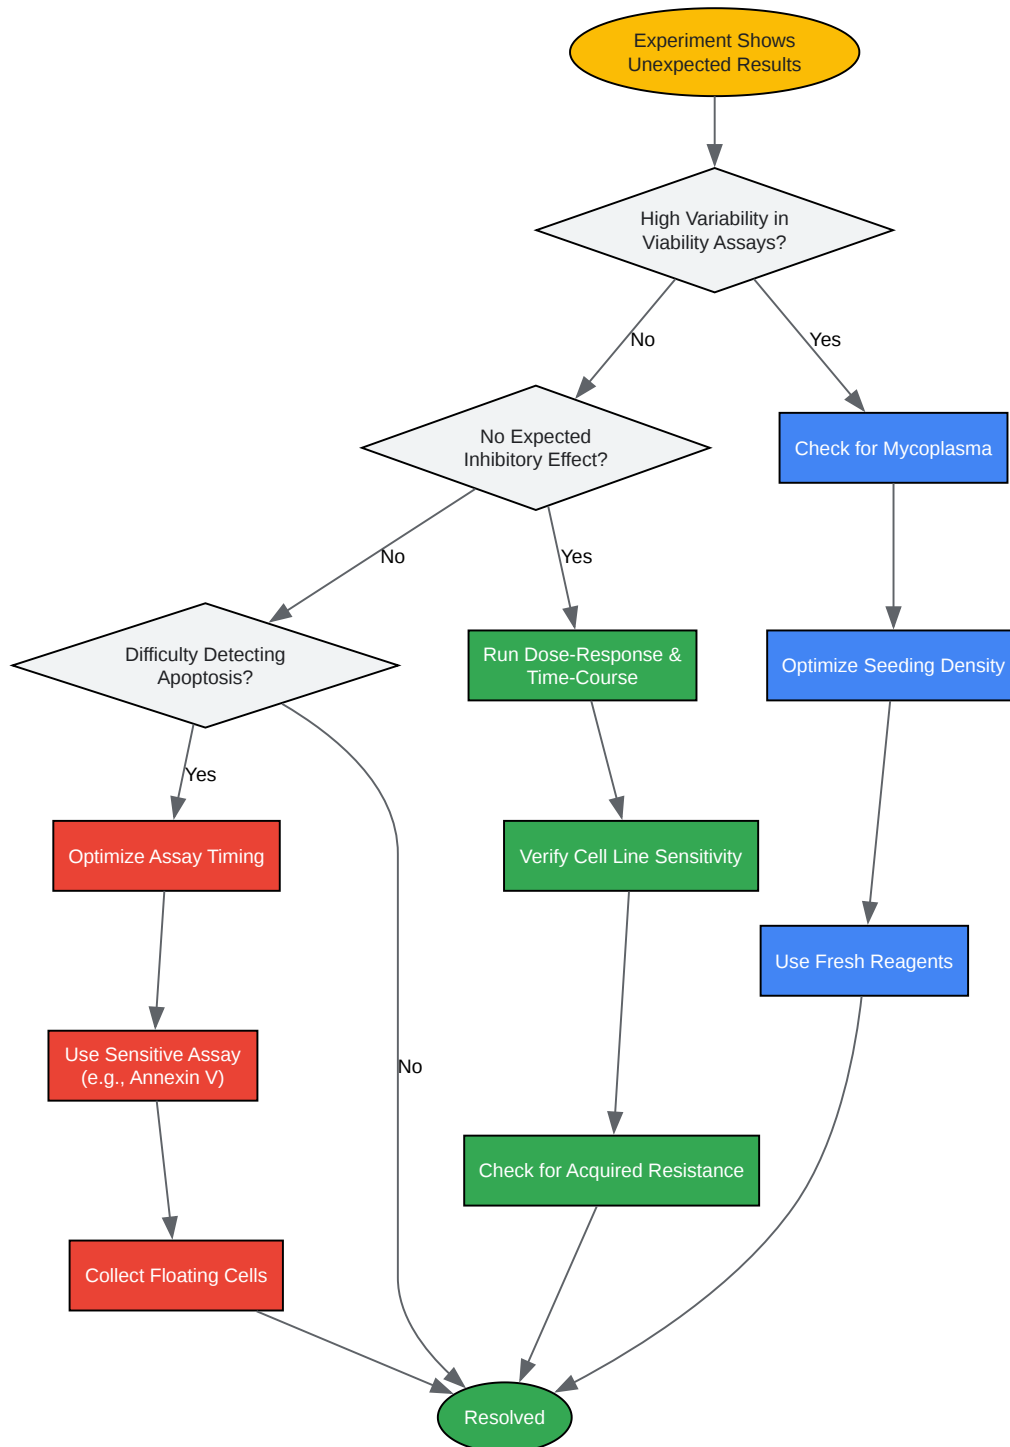 Experiment Shows
Unexpected Results
High Variability in
Viability Assays?
No
Yes
No Expected
Inhibitory Effect?
Check for Mycoplasma
No
Yes
Difficulty Detecting
Apoptosis?
Run Dose-Response &
Time-Course
Optimize Seeding Density
Yes
Optimize Assay Timing
Verify Cell Line Sensitivity
Use Fresh Reagents
Use Sensitive Assay
(e.g., Annexin V)
No
Check for Acquired Resistance
Collect Floating Cells
Resolved